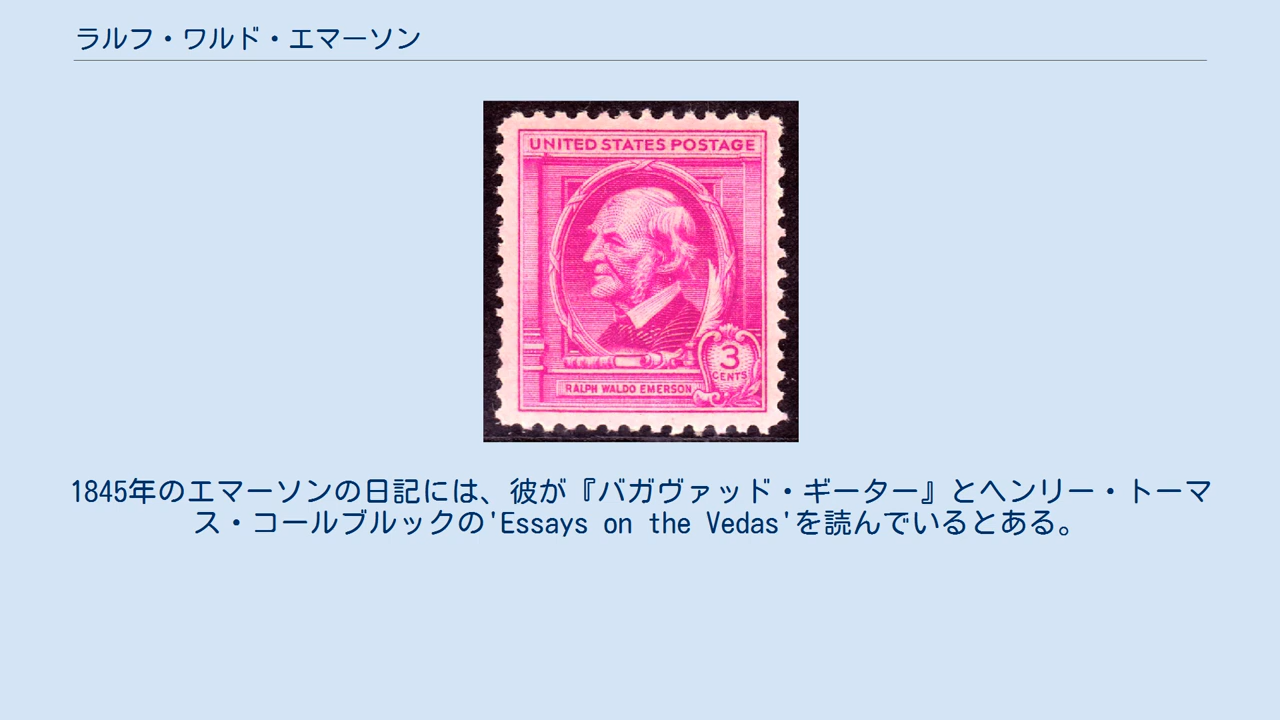 ラルフ・ワルド・エマーソン
UNITED STATES POSTAGE
3
CENTS
RALPH WALDO EMERSON
1845年のエマーソンの日記には、彼が『バガヴァッド・ギーター』とヘンリー・トーマ
ス・コールブルックの'Essays on the Vedas'を読んでいるとある。